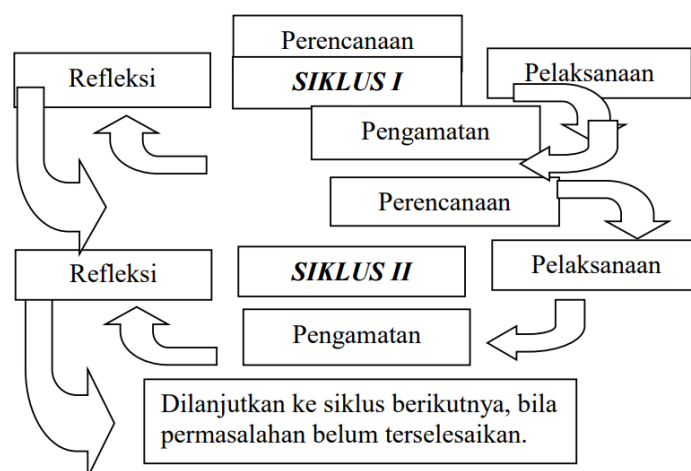 Perencanaan
Refleksi
SIKLUS I
Pelaksanaan
Pengamatan
Perencanaan
Refleksi
SIKLUS II
Pelaksanaan
Pengamatan
Dilanjutkan ke siklus berikutnya, bila
permasalahan belum terselesaikan.